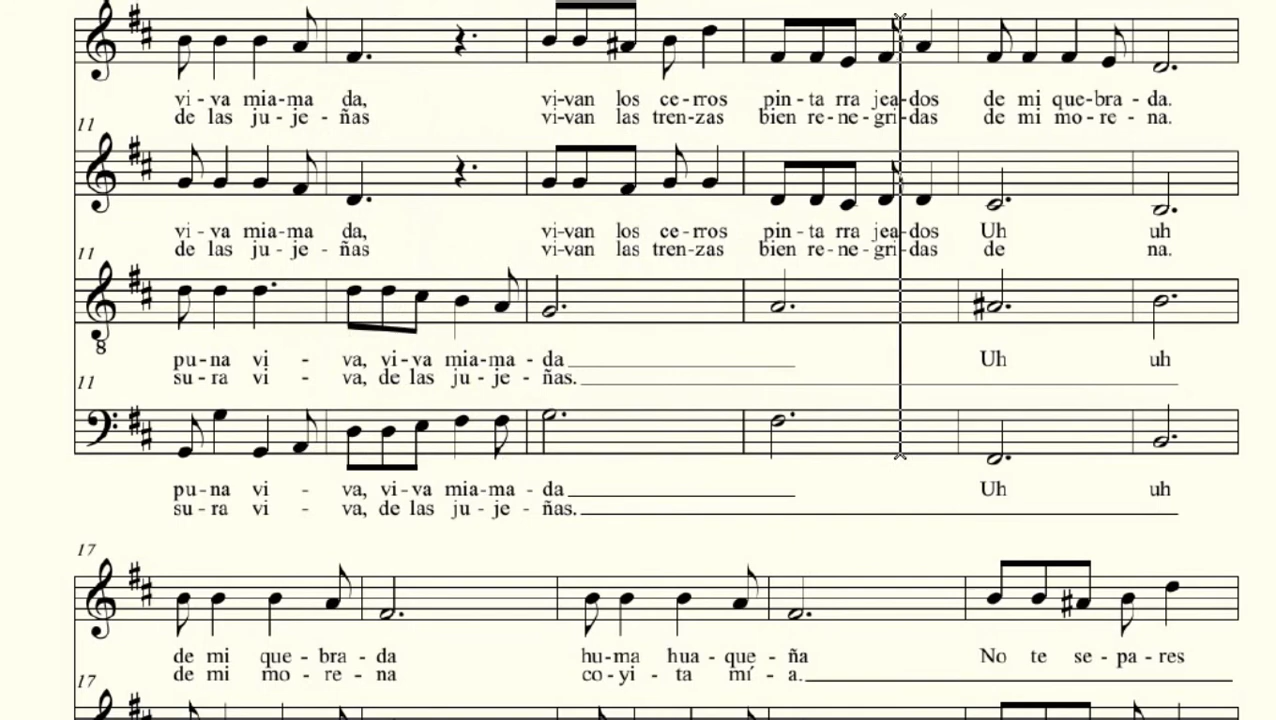 vi - va mia-ma da, vi-van los ce-rros pin - ta rra jea-dos de mi que-bra - da.
de las ju - je - ñas vi-van las tren-zas bien re-ne-gri-das de mi mo - re - na.
11
vi - va mia-ma da, vi-van los ce-rros pin - ta rra jea-dos Uh uh
de las ju - je - ñas vi-van las trenzas bien re-ne-gri-das de na.
11
8
pu-na vi - va, vi-va mia-ma - da Uh uh
su-ra vi - va, de las ju - je - ñas.
11
pu-na vi - va, vi-va mia-ma - da Uh uh
su-ra vi - va, de las ju - je - ñas.
17
de mi que - bra - da hu-ma hua - que - ña No te se - pa - res
de mi mo - re - na co-yi - ta mí - a.
17